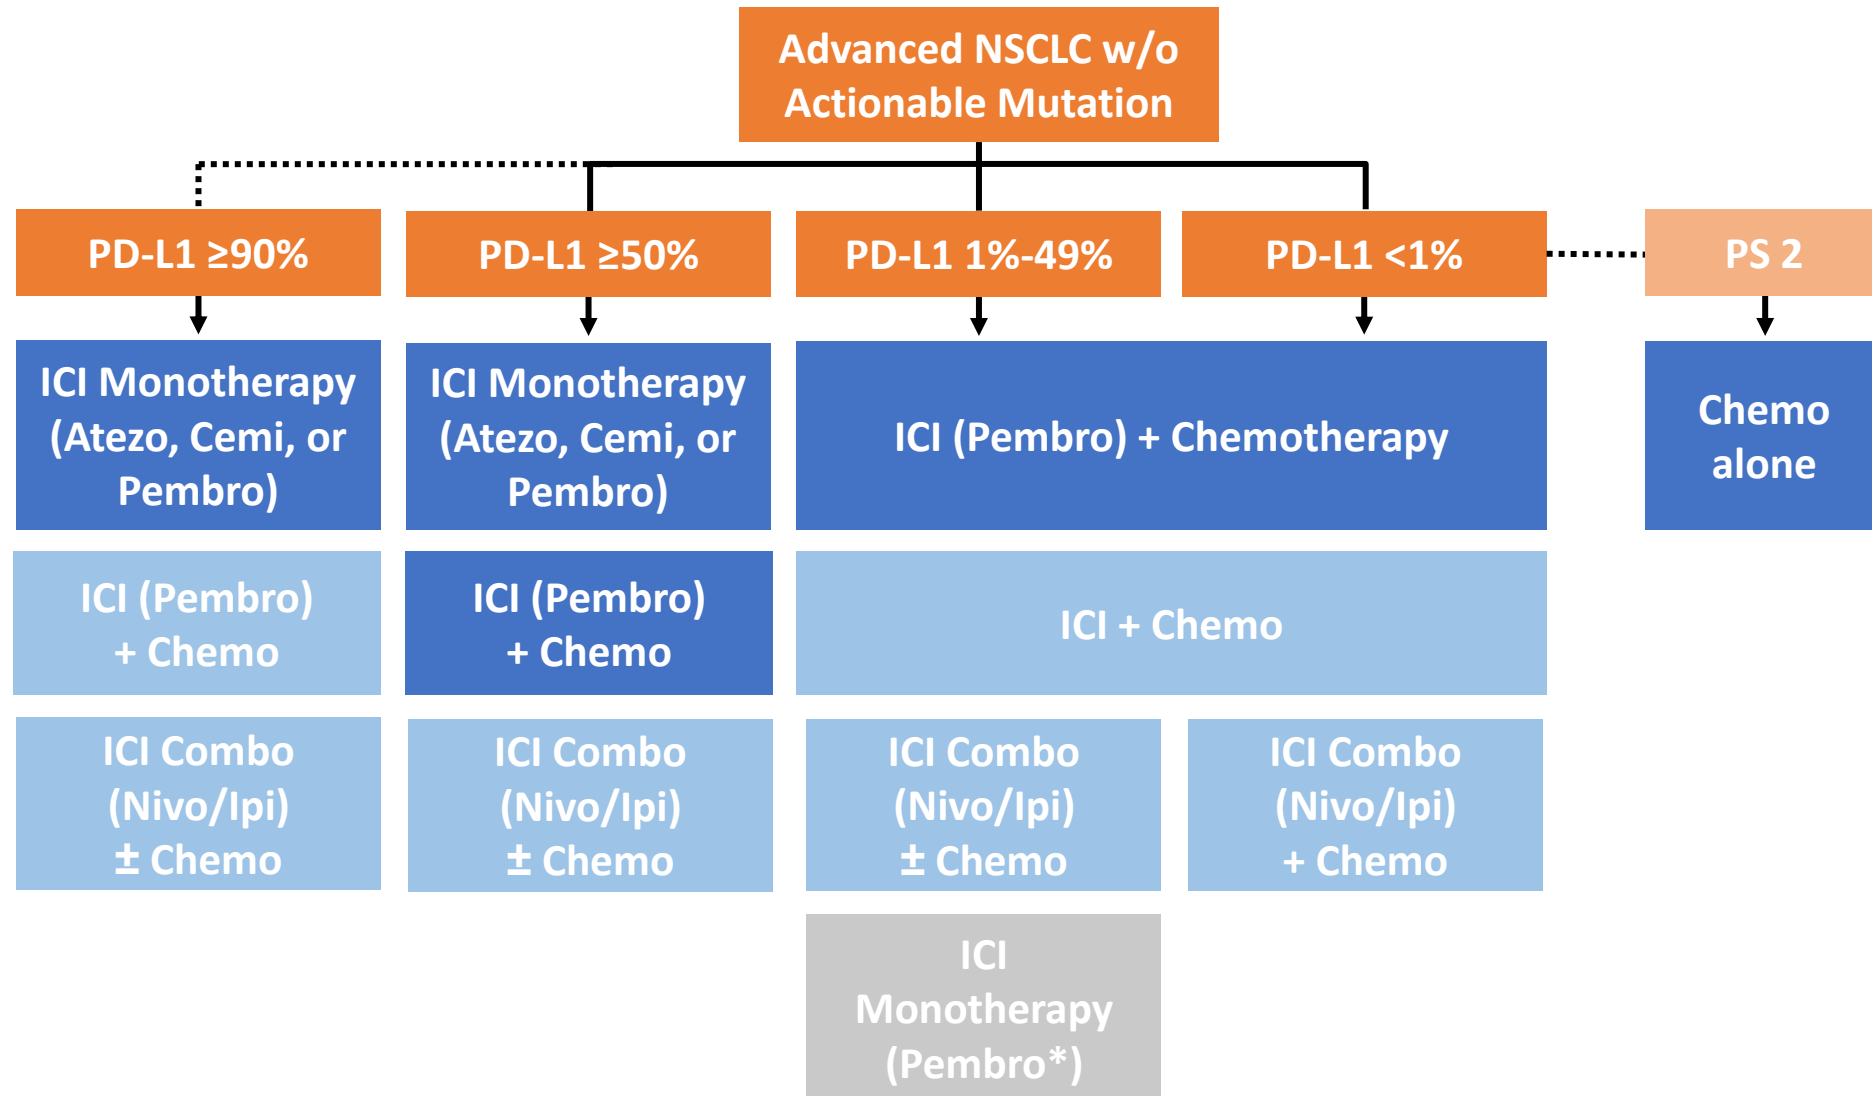 Advanced NSCLC w/o
Actionable Mutation
PD-L1 ≥90%
PD-L1 ≥50%
PD-L1 1%-49%
PD-L1 <1%
PS 2
ICI Monotherapy
(Atezo, Cemi, or
Pembro)
ICI Monotherapy
(Atezo, Cemi, or
Pembro)
ICI (Pembro) + Chemotherapy
Chemo
alone
ICI (Pembro)
+ Chemo
ICI (Pembro)
+ Chemo
ICI + Chemo
ICI Combo
(Nivo/Ipi)
± Chemo
ICI Combo
(Nivo/Ipi)
± Chemo
ICI Combo
(Nivo/Ipi)
± Chemo
ICI Combo
(Nivo/Ipi)
+ Chemo
ICI
Monotherapy
(Pembro*)